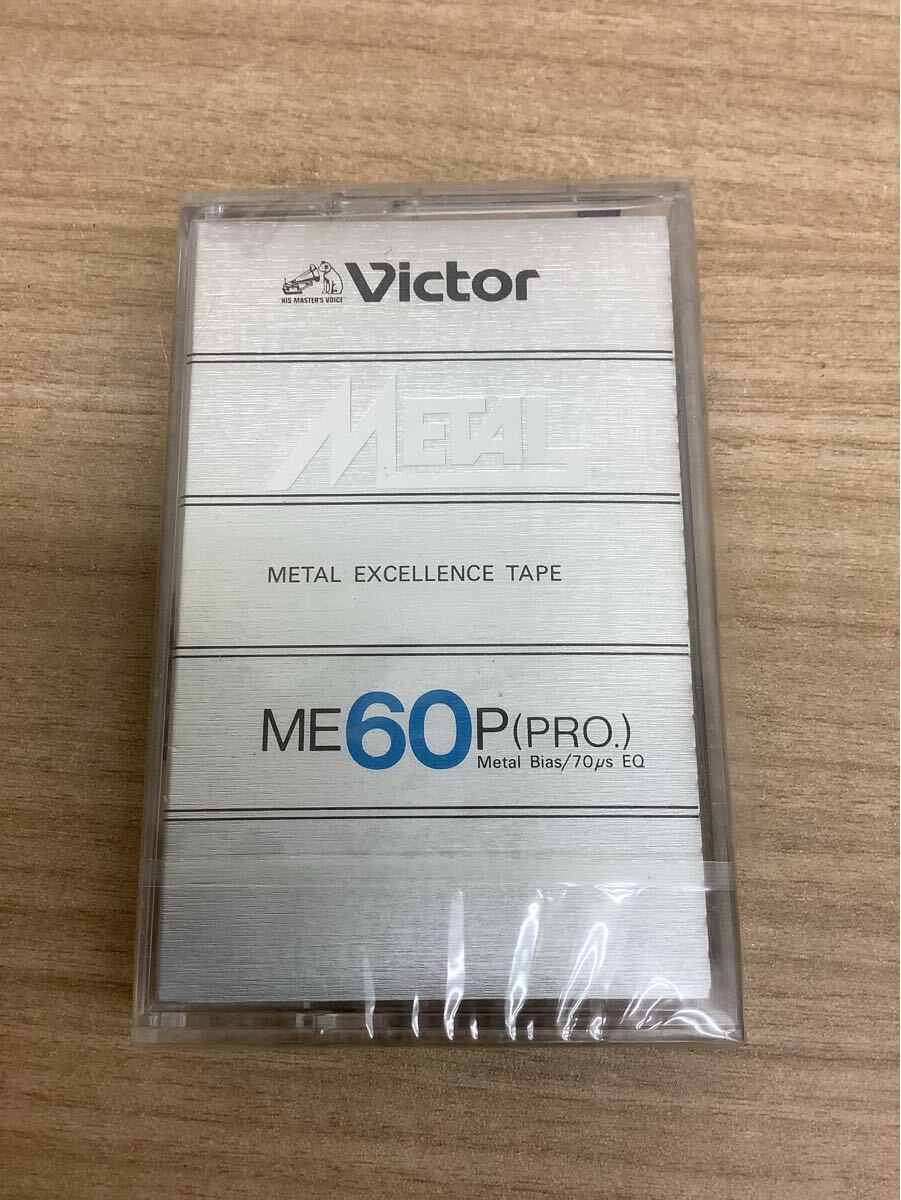 Victor
HIS MASTER'S VOICE
METAL
METAL EXCELLENCE TAPE
ME60P(PRO.)
Metal Bias/70μs EQ